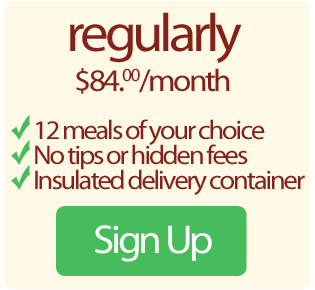 regularly
$84.00/month
12 meals of your choice
No tips or hidden fees
Insulated delivery container
Sign Up